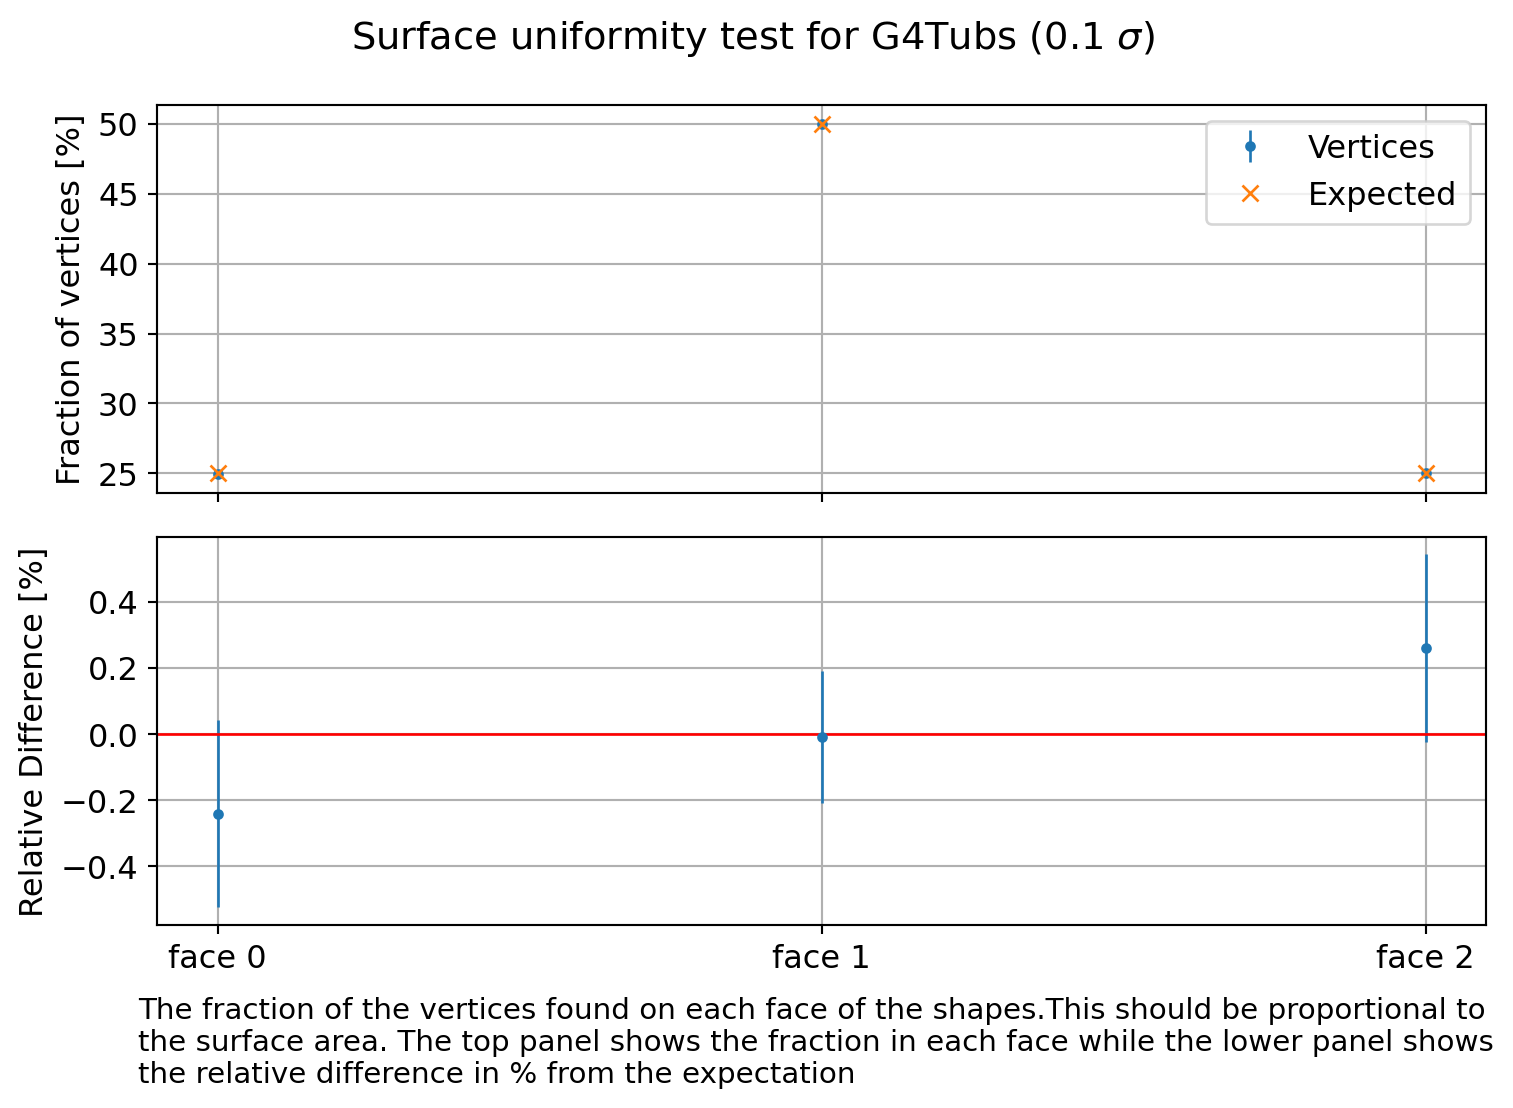 Surface uniformity test for G4Tubs (0.1 σ)
Fraction of vertices [%]
50
45
40
35
30
25
Vertices
Expected
Relative Difference [%]
0.4
0.2
0.0
−0.2
−0.4
face 0
face 1
face 2
The fraction of the vertices found on each face of the shapes.This should be proportional to
the surface area. The top panel shows the fraction in each face while the lower panel shows
the relative difference in % from the expectation